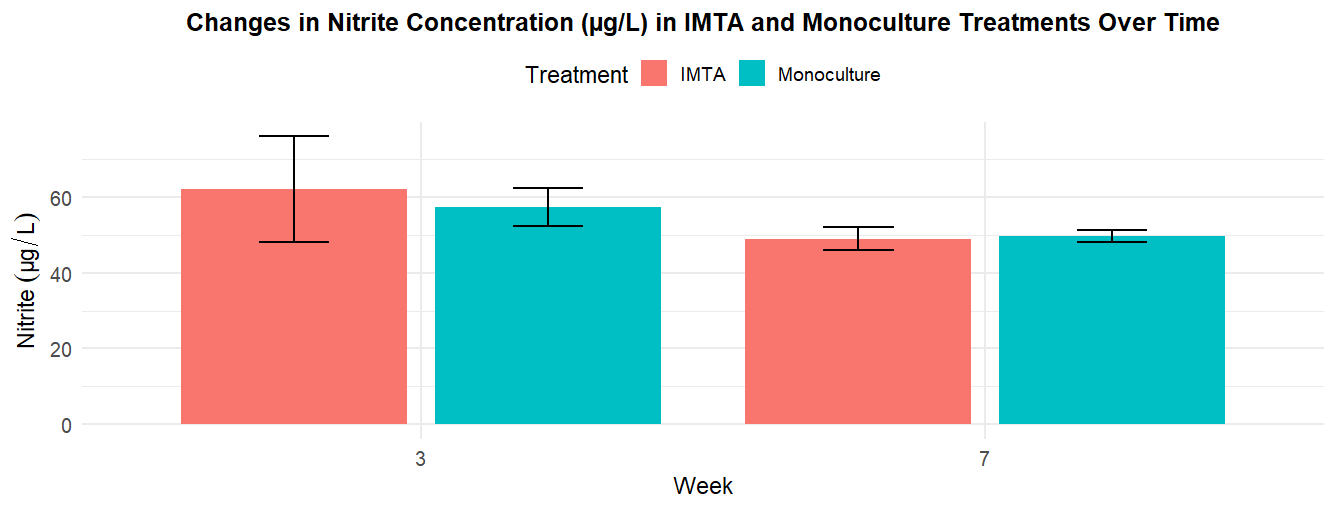 Changes in Nitrite Concentration (µg/L) in IMTA and Monoculture Treatments Over Time
Treatment IMTA Monoculture
Nitrite (µg/L)
60
40
20
0
3 7
Week